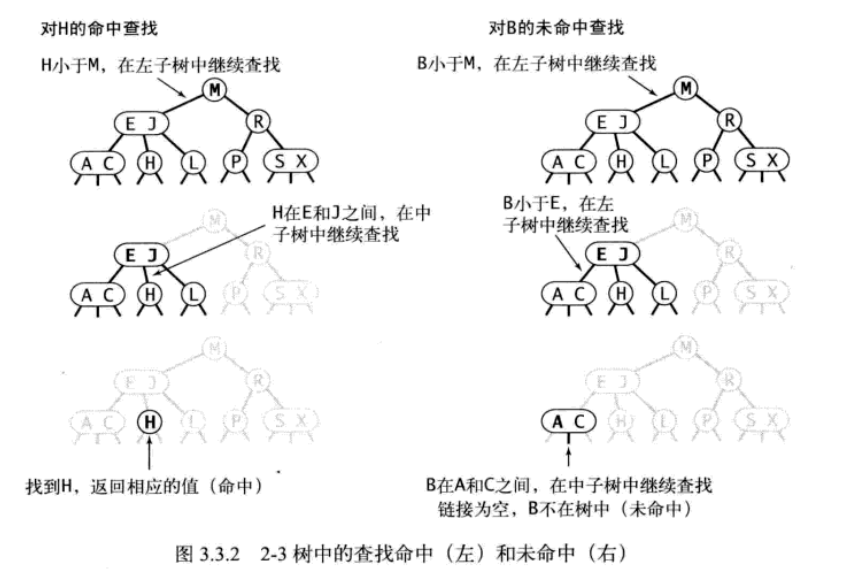 对H的命中查找
H小于M，在左子树中继续查找
M
E J
R
A C
H
L
P
S X
H在E和J之间，在中
子树中继续查找
M
E J
R
A C
H
L
P
S X
M
E J
R
A C
H
L
P
S X
找到H，返回相应的值（命中）
对B的未命中查找
B小于M，在左子树中继续查找
M
E J
R
A C
H
L
P
S X
B小于E，在左
子树中继续查找
M
E J
R
A C
H
L
P
S X
M
E J
R
A C
H
L
P
S X
B在A和C之间，在中子树中继续查找
链接为空，B不在树中（未命中）
图 3.3.2 2-3 树中的查找命中（左）和未命中（右）